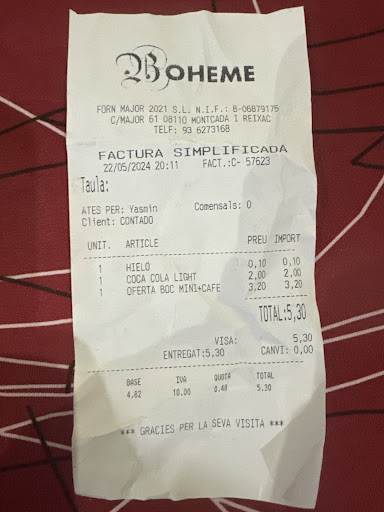 BOHEME
FORN MAJOR 2021 S.L. N.I.F.: B-06879175
C/MAJOR 61 08110 MONTCADA I REIXAC
TELF: 93 6273168
FACTURA SIMPLIFICADA
22/05/2024 20:11 FACT.:C- 57623
Taula:
ATES PER: Yasmin Comensals: 0
Client: CONTADO
UNIT. ARTICLE PREU IMPORT
1 HIELO 0,10 0,10
1 COCA COLA LIGHT 2,00 2,00
1 OFERTA BOC MINI+CAFE 3,20 3,20
TOTAL:5,30
VISA: 5,30
ENTREGAT:5,30 CANVI: 0,00
BASE IVA QUOTA TOTAL
4.82 10.00 0.48 5.30
*** GRACIES PER LA SEVA VISITA ***